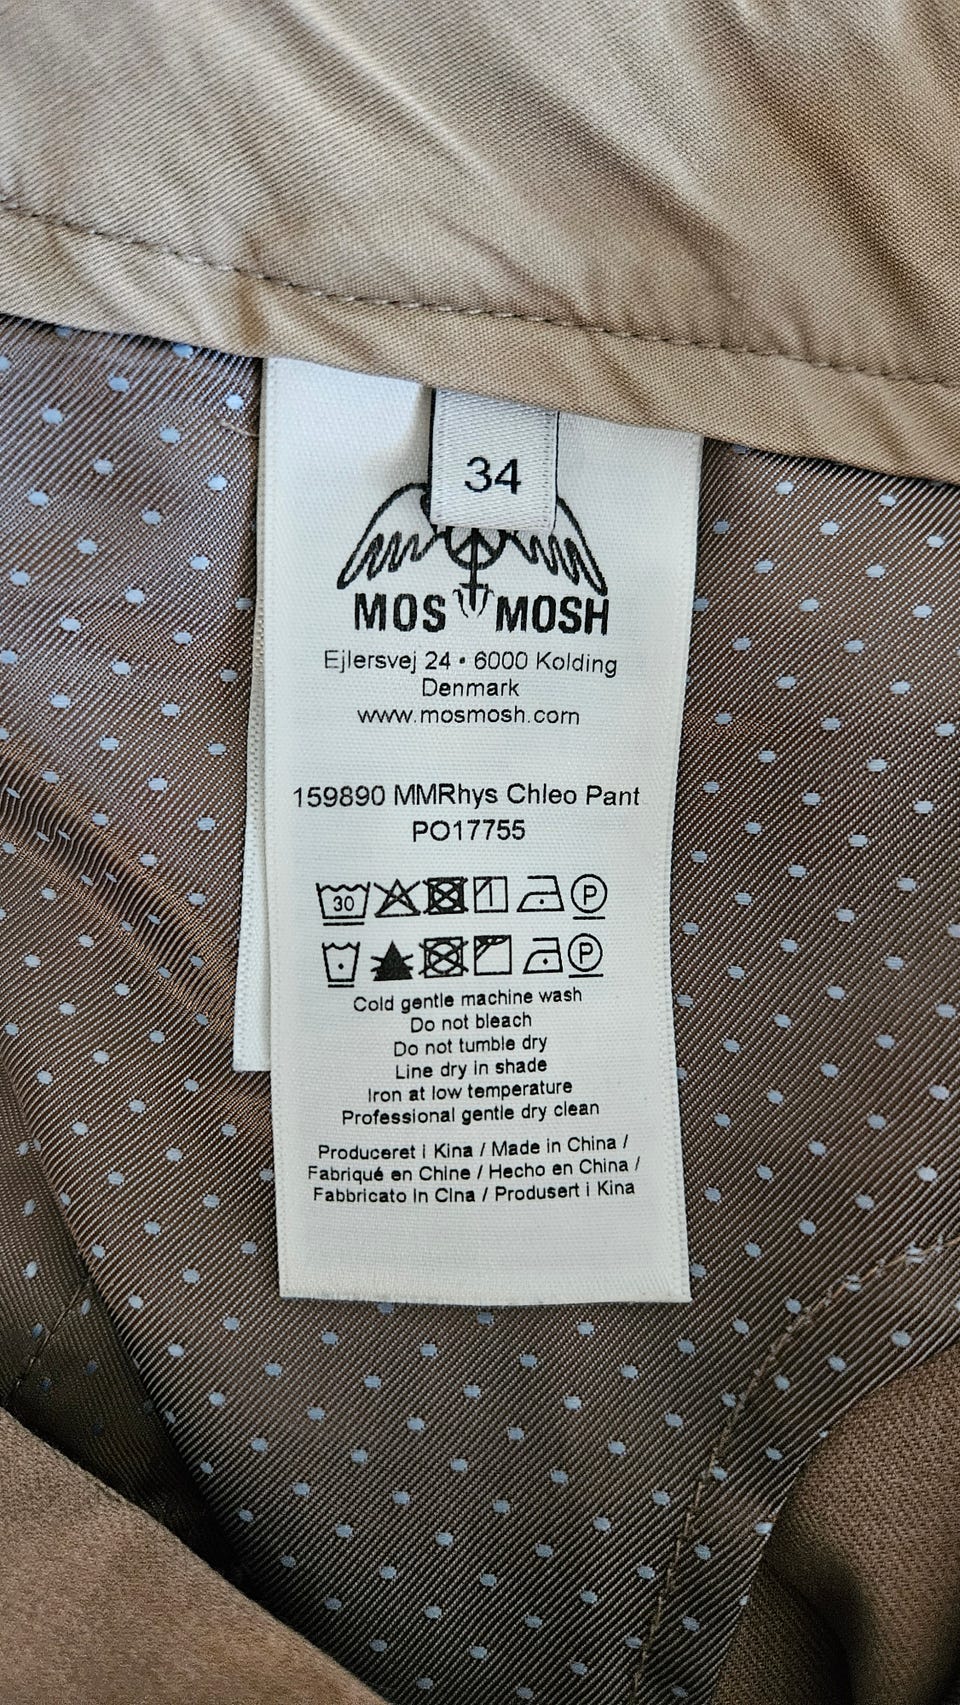 34
MOS MOSH
Ejlersvej 24 • 6000 Kolding
Denmark
www.mosmosh.com
159890 MMRhys Chleo Pant
PO17755
30 P
P
Cold gentle machine wash
Do not bleach
Do not tumble dry
Line dry in shade
Iron at low temperature
Professional gentle dry clean
Produceret i Kina / Made in China /
Fabriqué en Chine / Hecho en China /
Fabbricato in Cina / Produsert i Kina